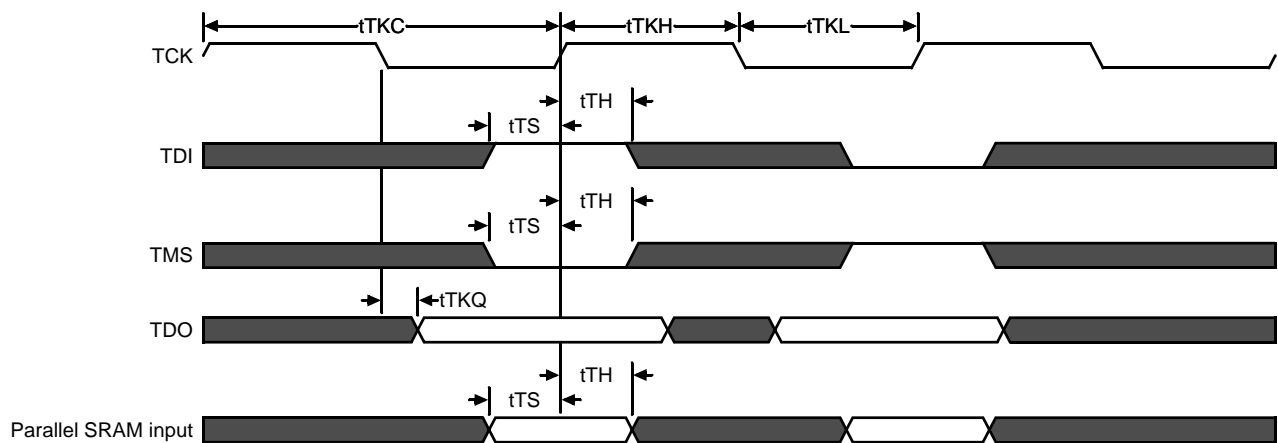 tTKC tTKH tTKL
TCK
tTH
tTS
TDI
tTH
tTS
TMS
tTKQ
TDO
tTH
tTS
Parallel SRAM input